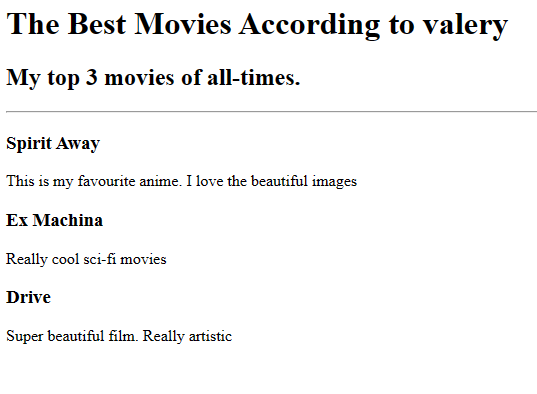 The Best Movies According to valery
My top 3 movies of all-times.
Spirit Away
This is my favourite anime. I love the beautiful images
Ex Machina
Really cool sci-fi movies
Drive
Super beautiful film. Really artistic